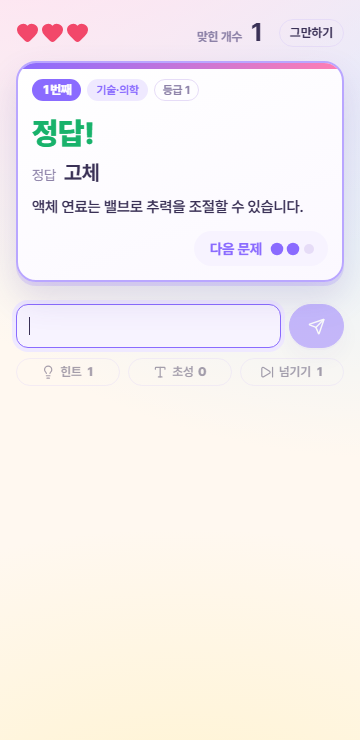 맞힌 개수 1 그만하기
1번째 기술·의학 등급 1
정답!
정답 고체
액체 연료는 밸브로 추력을 조절할 수 있습니다.
다음 문제
힌트 1 초성 0 넘기기 1